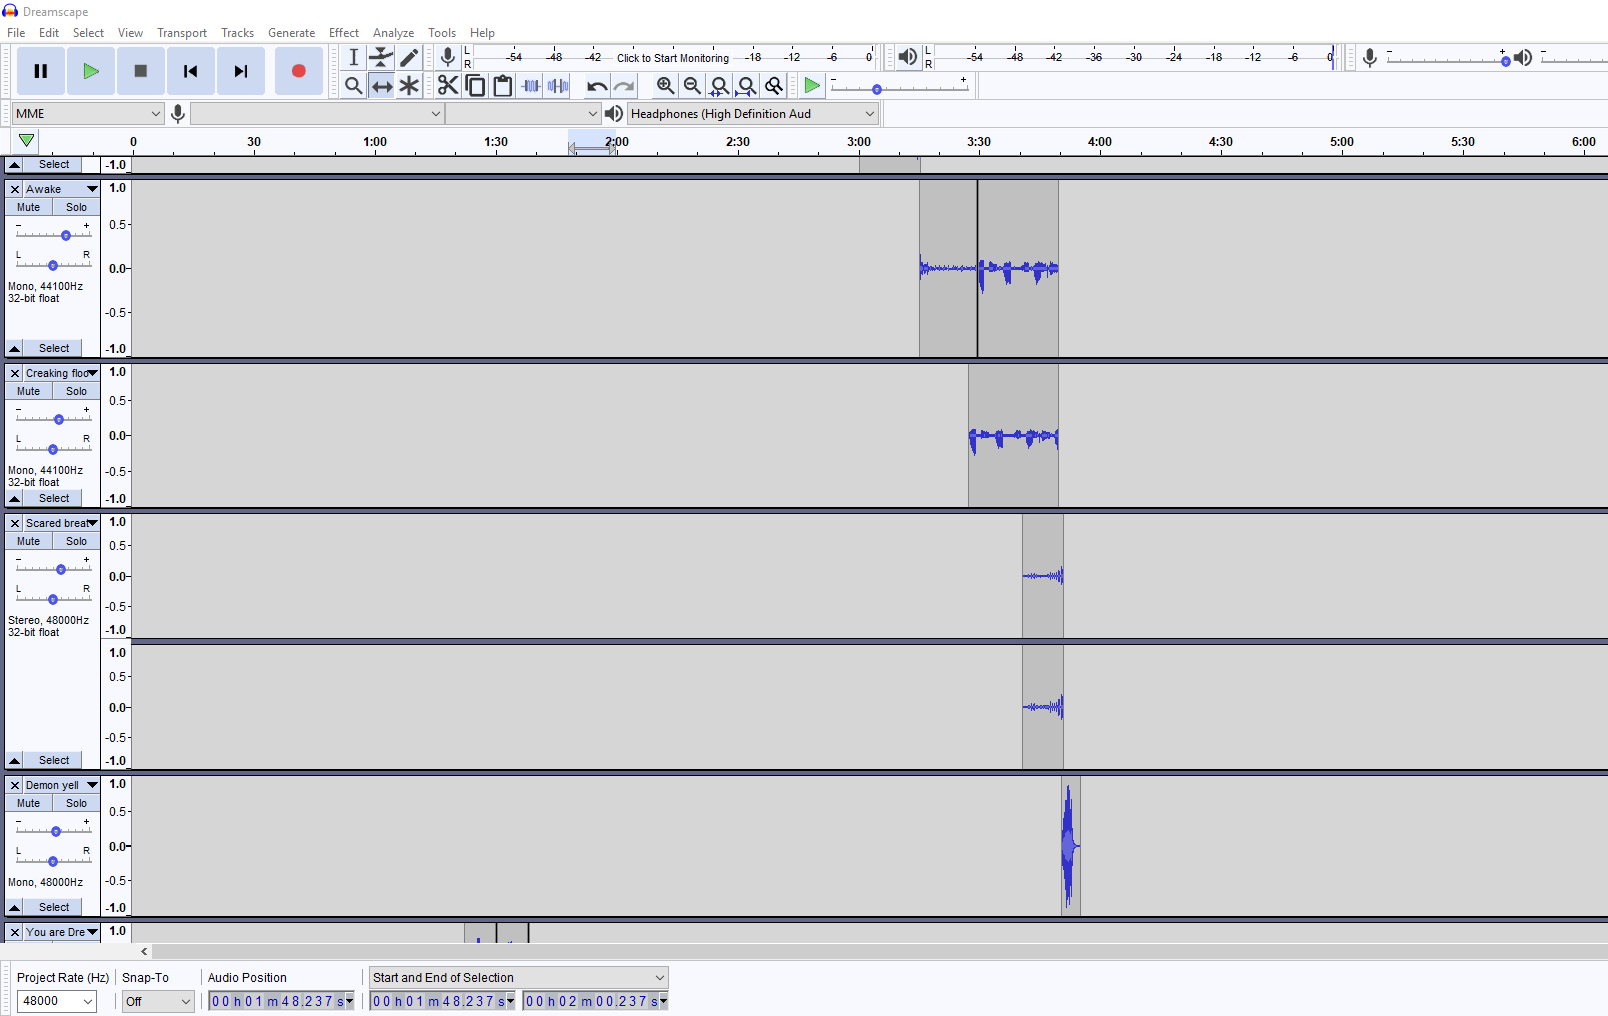 Dreamscape
File Edit Select View Transport Tracks Generate Effect Analyze Tools Help
L R -54 -48 -42 Click to Start Monitoring -18 -12 -6 0 L R -54 -48 -42 -36 -30 -24 -18 -12 -6 0 - + -
- +
MME Headphones (High Definition Aud
0 30 1:00 1:30 2:00 2:30 3:00 3:30 4:00 4:30 5:00 5:30 6:00
Select -1.0
Awake 1.0
Mute Solo
- + 0.5
L R
0.0
Mono, 44100Hz
32-bit float
-0.5
Select -1.0
Creaking floo 1.0
Mute Solo
0.5
- +
L R 0.0
Mono, 44100Hz -0.5
32-bit float
Select -1.0
Scared breat 1.0
Mute Solo 0.5
- +
0.0
L R
-0.5
Stereo, 48000Hz
32-bit float -1.0
1.0
0.5
0.0
-0.5
Select -1.0
Demon yell 1.0
Mute Solo 0.5
- +
L R 0.0
Mono, 48000Hz -0.5
Select -1.0
You are Dre 1.0
Project Rate (Hz) Snap-To Audio Position Start and End of Selection
48000 Off 00 h 01 m 48.237 s 00 h 01 m 48.237 s 00 h 02 m 00.237 s